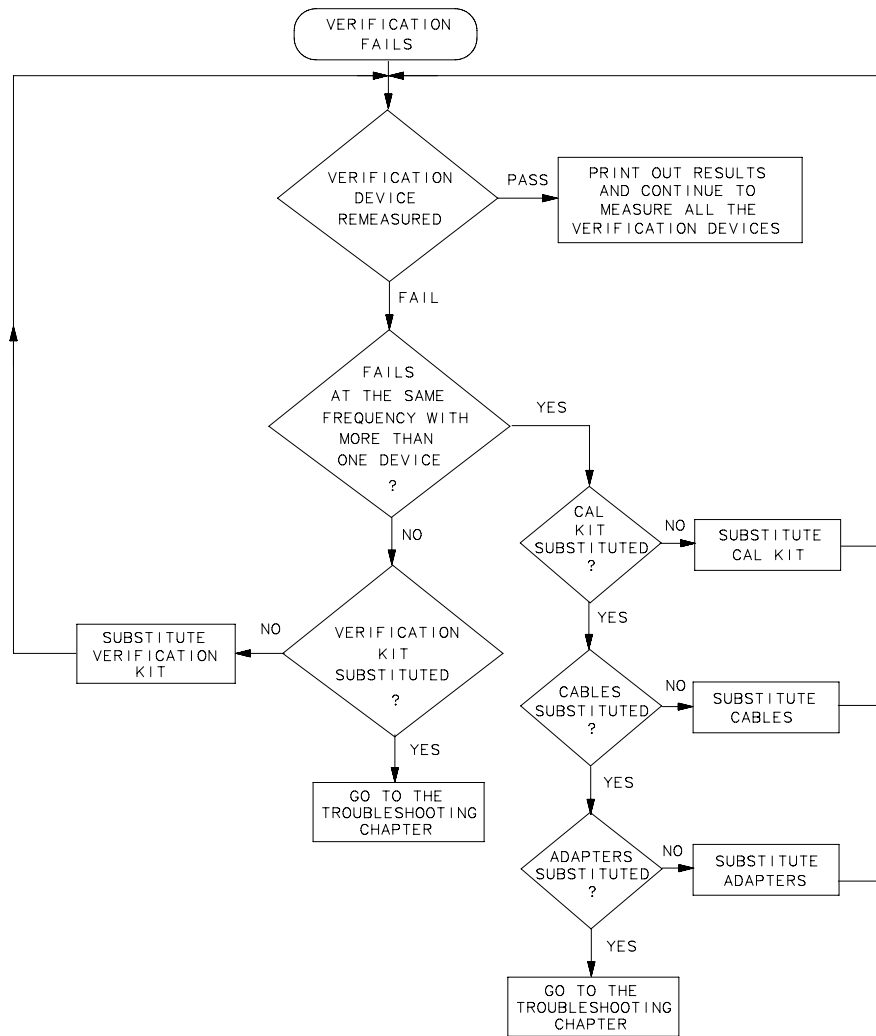 VERIFICATION
FAILS
VERIFICATION
DEVICE
REMEASURED
PASS
PRINT OUT RESULTS
AND CONTINUE TO
MEASURE ALL THE
VERIFICATION DEVICES
FAIL
FAILS
AT THE SAME
FREQUENCY WITH
MORE THAN
ONE DEVICE
?
YES
NO
CAL
KIT
SUBSTITUTED
?
NO
SUBSTITUTE
CAL KIT
YES
VERIFICATION
KIT
SUBSTITUTED
?
NO
SUBSTITUTE
VERIFICATION
KIT
YES
GO TO THE
TROUBLESHOOTING
CHAPTER
CABLES
SUBSTITUTED
?
NO
SUBSTITUTE
CABLES
YES
ADAPTERS
SUBSTITUTED
?
NO
SUBSTITUTE
ADAPTERS
YES
GO TO THE
TROUBLESHOOTING
CHAPTER